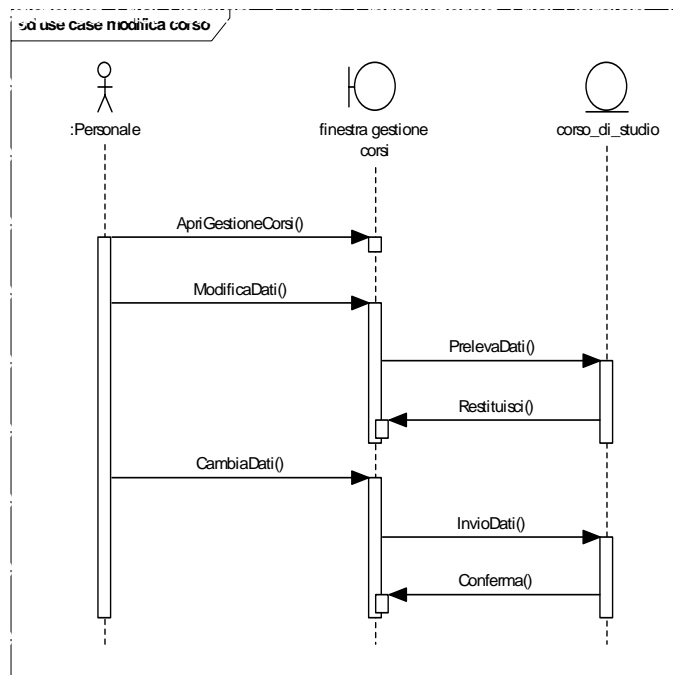 sd use case modifica corso
:Personale
finestra gestione
corsi
corso_di_studio
ApriGestioneCorsi()
ModificaDati()
PrelevaDati()
Restituisci()
CambiaDati()
InvioDati()
Conferma()